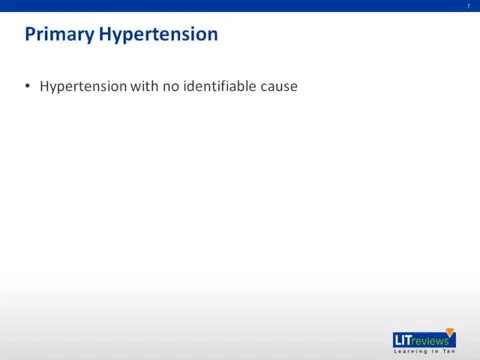 7
Primary Hypertension
• Hypertension with no identifiable cause
LITreviews
Learning in Ten